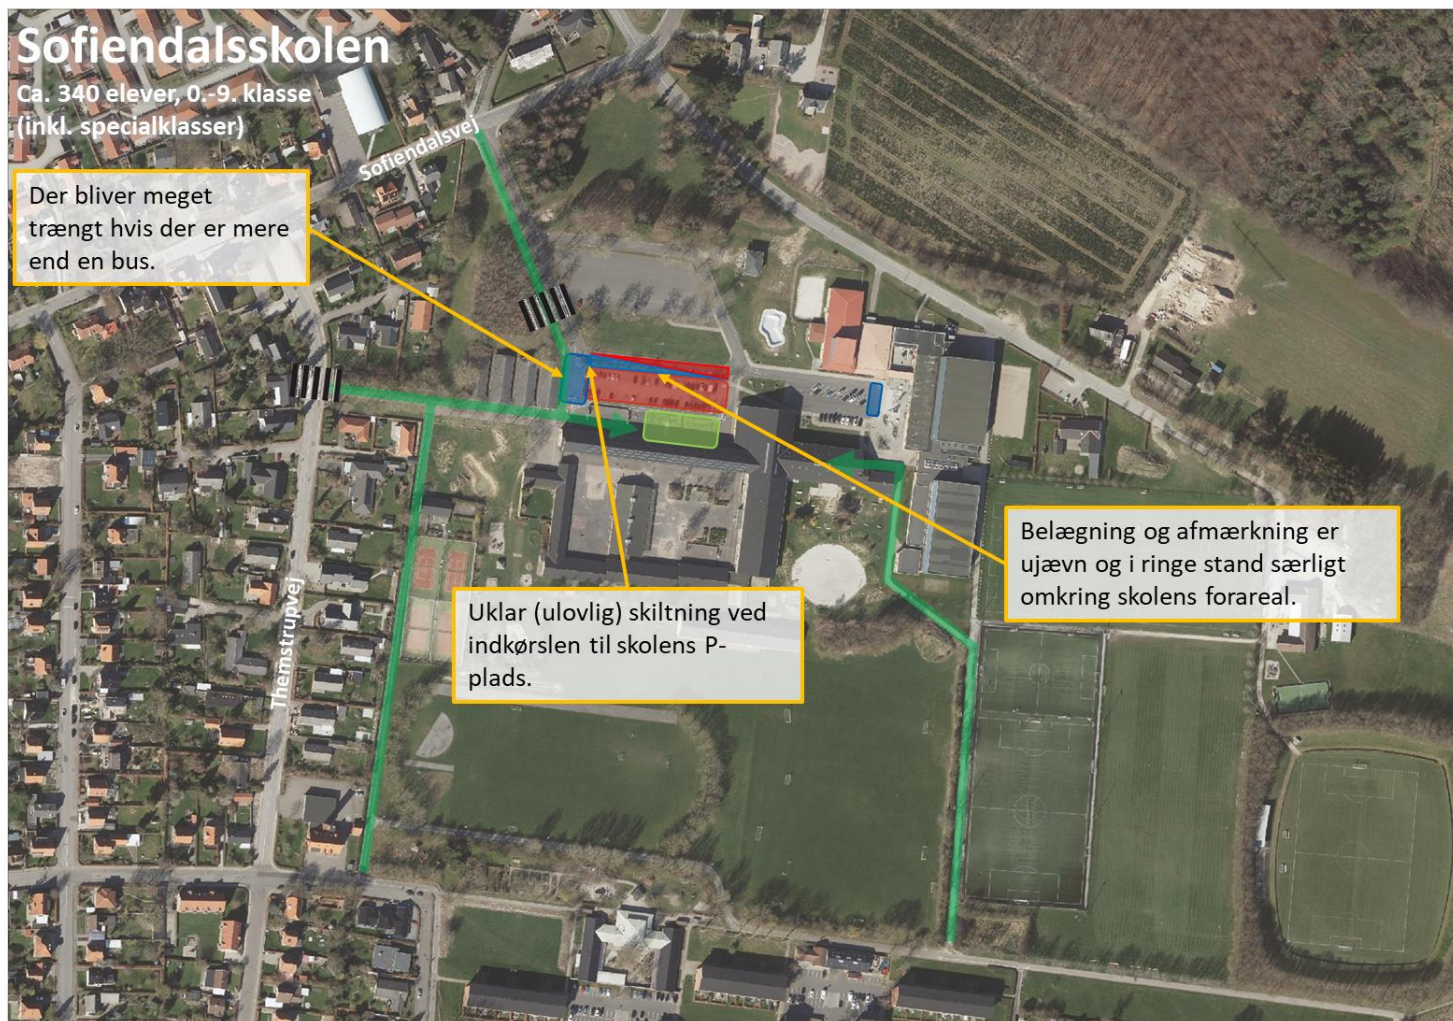 Sofiendalsskolen
Ca. 340 elever, 0.-9. klasse
(inkl. specialklasser)
Sofiendalsvej
Der bliver meget
trængt hvis der er mere
end en bus.
Belægning og afmærkning er
ujævn og i ringe stand særligt
omkring skolens forareal.
Uklar (ulovlig) skiltning ved
indkørslen til skolens P-
plads.
Themstrupvej